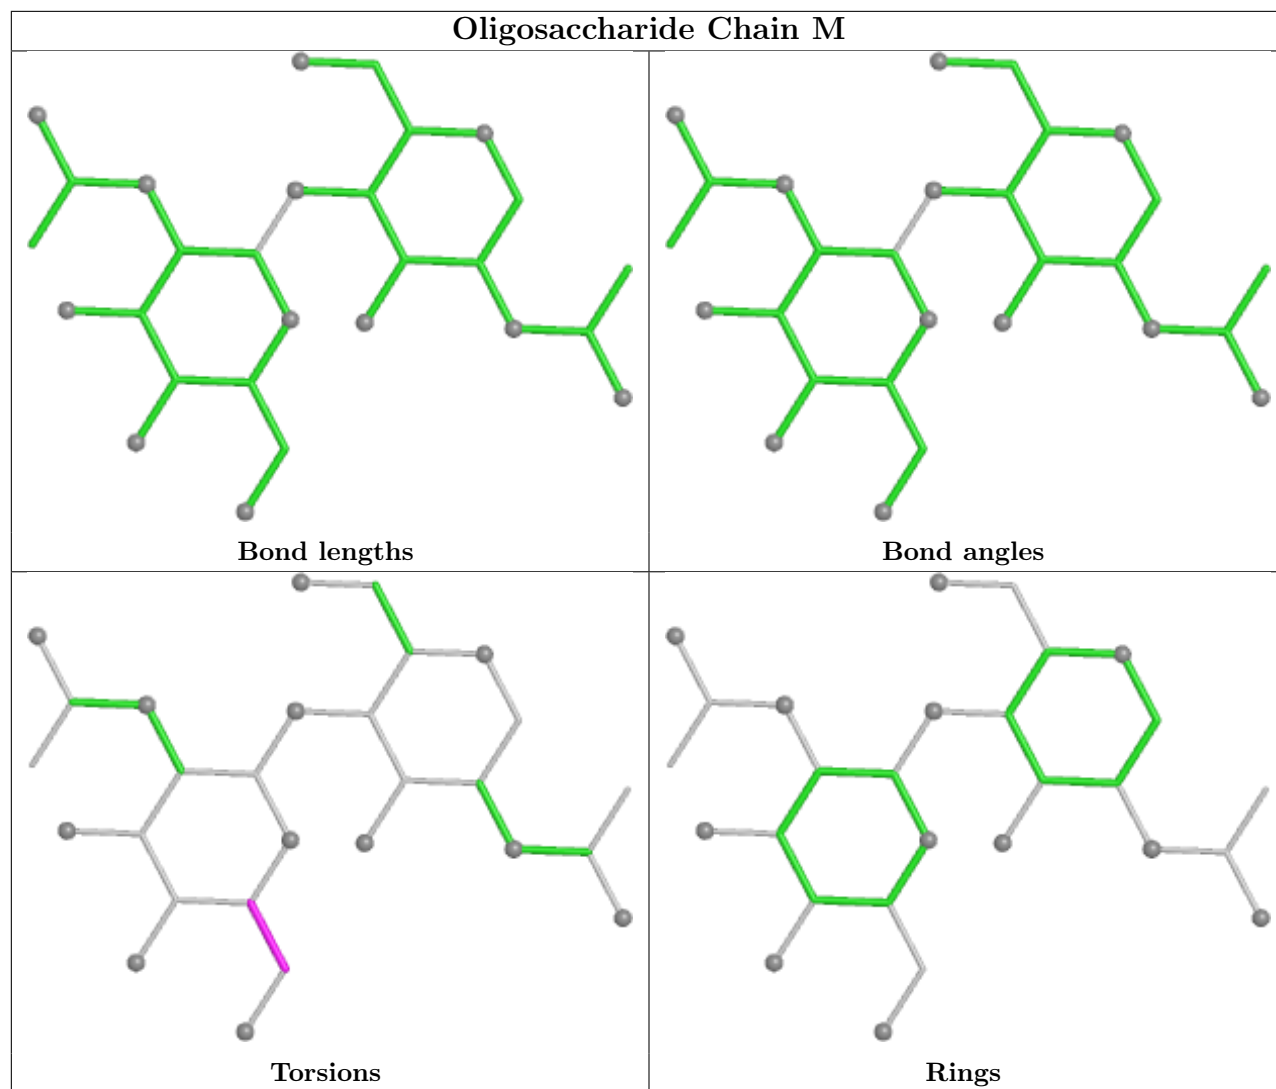 Oligosaccharide Chain M
Bond lengths
Bond angles
Torsions
Rings